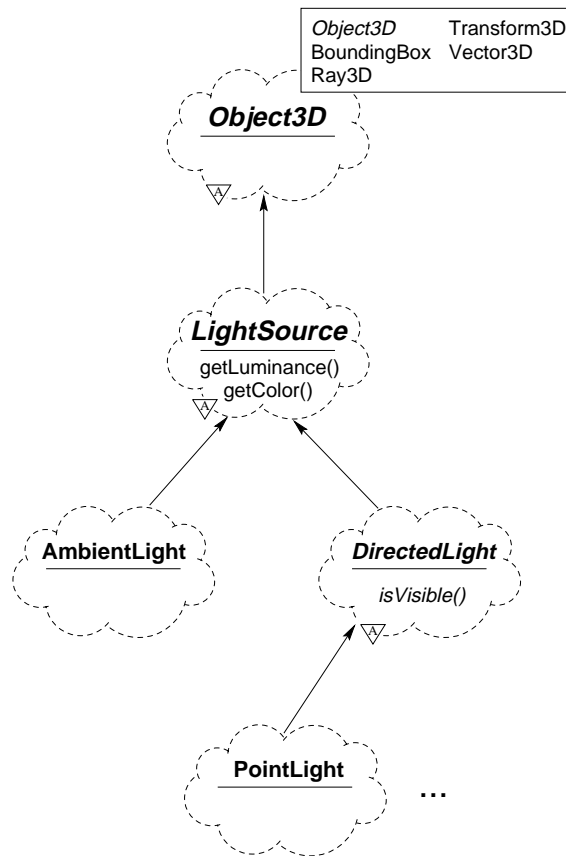 Object3D Transform3D
BoundingBox Vector3D
Ray3D
Object3D
A
LightSource
getLuminance()
getColor()
A
AmbientLight
DirectedLight
isVisible()
A
PointLight
...